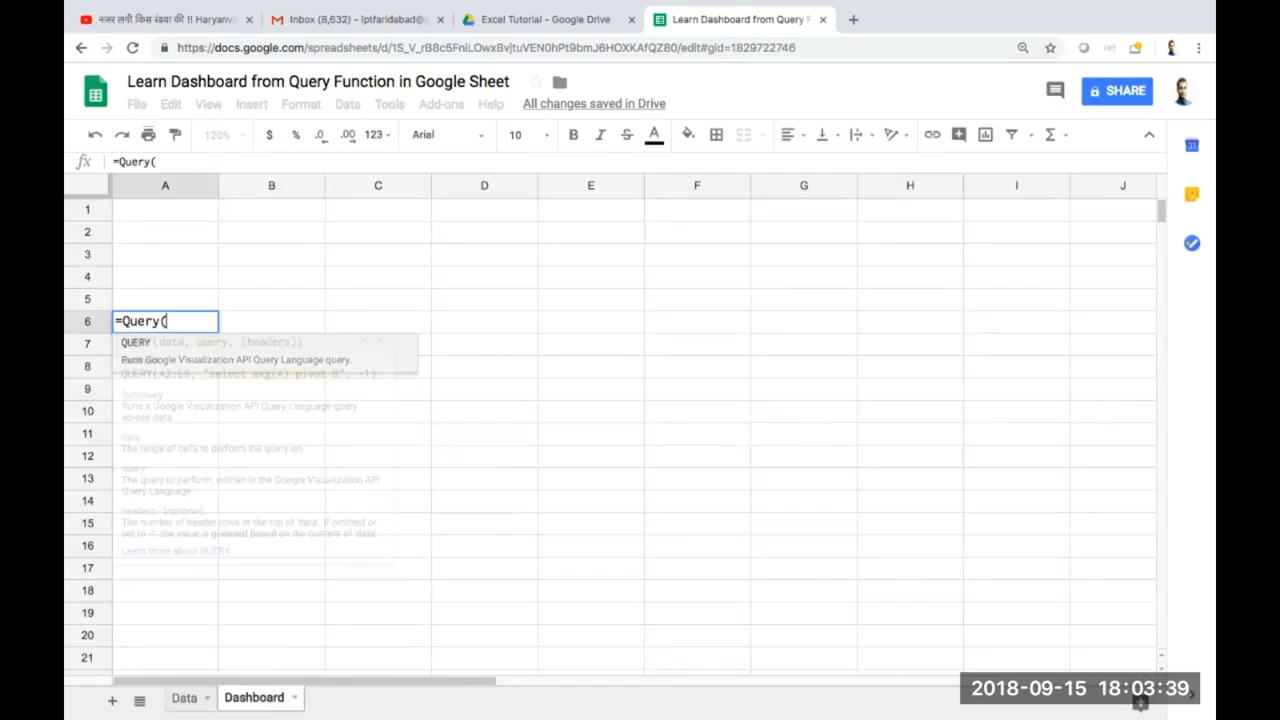 नजर लगी किस रंडवा की !! Haryanvi
Inbox (8,632) - iptfaridabad@g
Excel Tutorial - Google Drive
Learn Dashboard from Query F
https://docs.google.com/spreadsheets/d/1S_V_rB8c5FniLOwxBvjtuVEN0hPt9bmJ6HOXKAfQZ80/edit#gid=1829722746
Learn Dashboard from Query Function in Google Sheet
File Edit View Insert Format Data Tools Add-ons Help All changes saved in Drive
SHARE
120% $ % .0 .00 123 Arial 10 B I S A
fx =Query(
A B C D E F G H I J
1
2
3
4
5
6 =Query(
7 QUERY(data, query, [headers])
8 Runs Google Visualization API Query Language query.
QUERY(A2:E6, "select avg(A) pivot B", -1)
9
Summary
10 Runs a Google Visualization API Query Language query
across data
11
data
12 The range of cells to perform the query on.
query
13 The query to perform, written in the Google Visualization API
Query Language.
14
headers - [optional]
15 The number of header rows at the top of 'data'. If omitted or
set to -1, the value is guessed based on the content of 'data'
16 Learn more about QUERY
17
18
19
20
21
Data Dashboard
2018-09-15 18:03:39